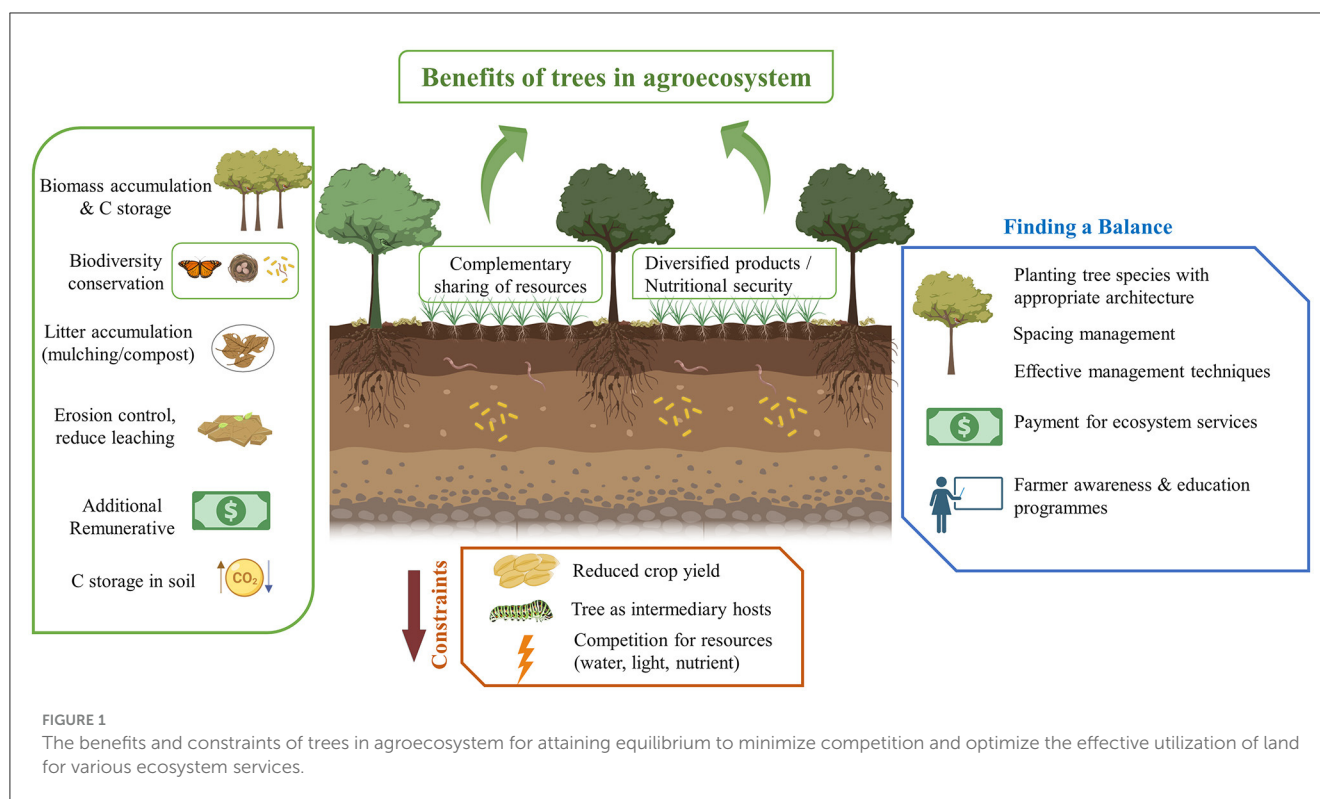 Benefits of trees in agroecosystem
Biomass accumulation
& C storage
Biodiversity
conservation
Litter accumulation
(mulching/compost)
Erosion control,
reduce leaching
Additional
Remunerative
$
C storage in soil
CO₂
Complementary
sharing of resources
Diversified products /
Nutritional security
Finding a Balance
Planting tree species with
appropriate architecture
Spacing management
Effective management techniques
$
Payment for ecosystem services
Farmer awareness & education
programmes
Constraints
Reduced crop yield
Tree as intermediary hosts
Competition for resources
(water, light, nutrient)
FIGURE 1
The benefits and constraints of trees in agroecosystem for attaining equilibrium to minimize competition and optimize the effective utilization of land
for various ecosystem services.